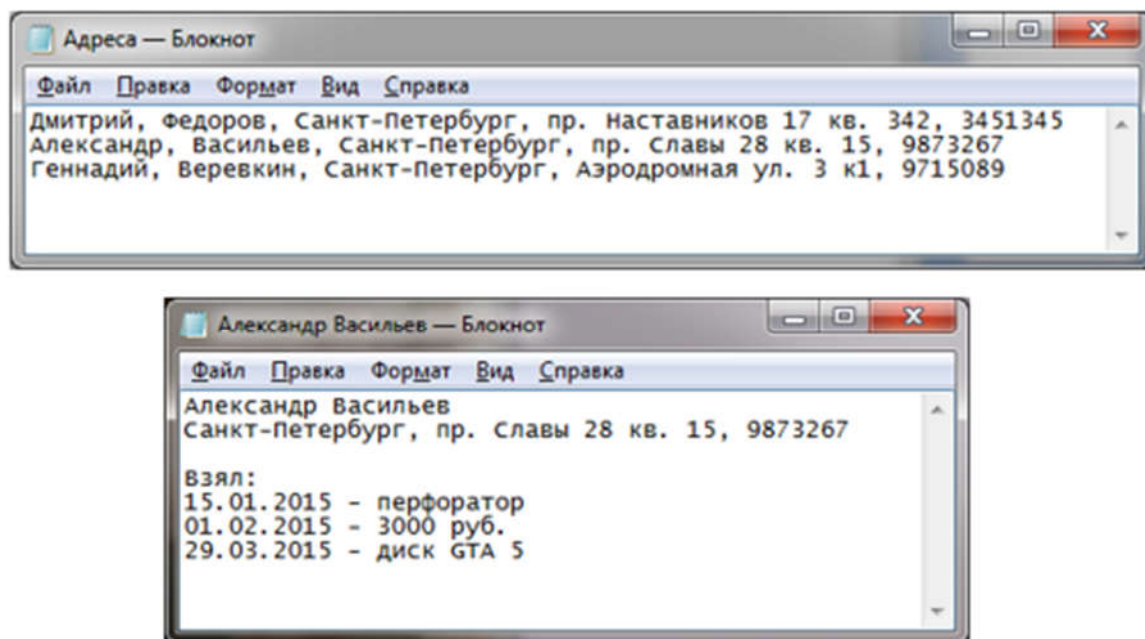 Адреса — Блокнот
Файл Правка Формат Вид Справка
Дмитрий, Федоров, Санкт-Петербург, пр. Наставников 17 кв. 342, 3451345
Александр, Васильев, Санкт-Петербург, пр. Славы 28 кв. 15, 9873267
Геннадий, Веревкин, Санкт-Петербург, Аэродромная ул. 3 к1, 9715089
Александр Васильев — Блокнот
Файл Правка Формат Вид Справка
Александр Васильев
Санкт-Петербург, пр. Славы 28 кв. 15, 9873267
Взял:
15.01.2015 - перфоратор
01.02.2015 - 3000 руб.
29.03.2015 - диск GTA 5